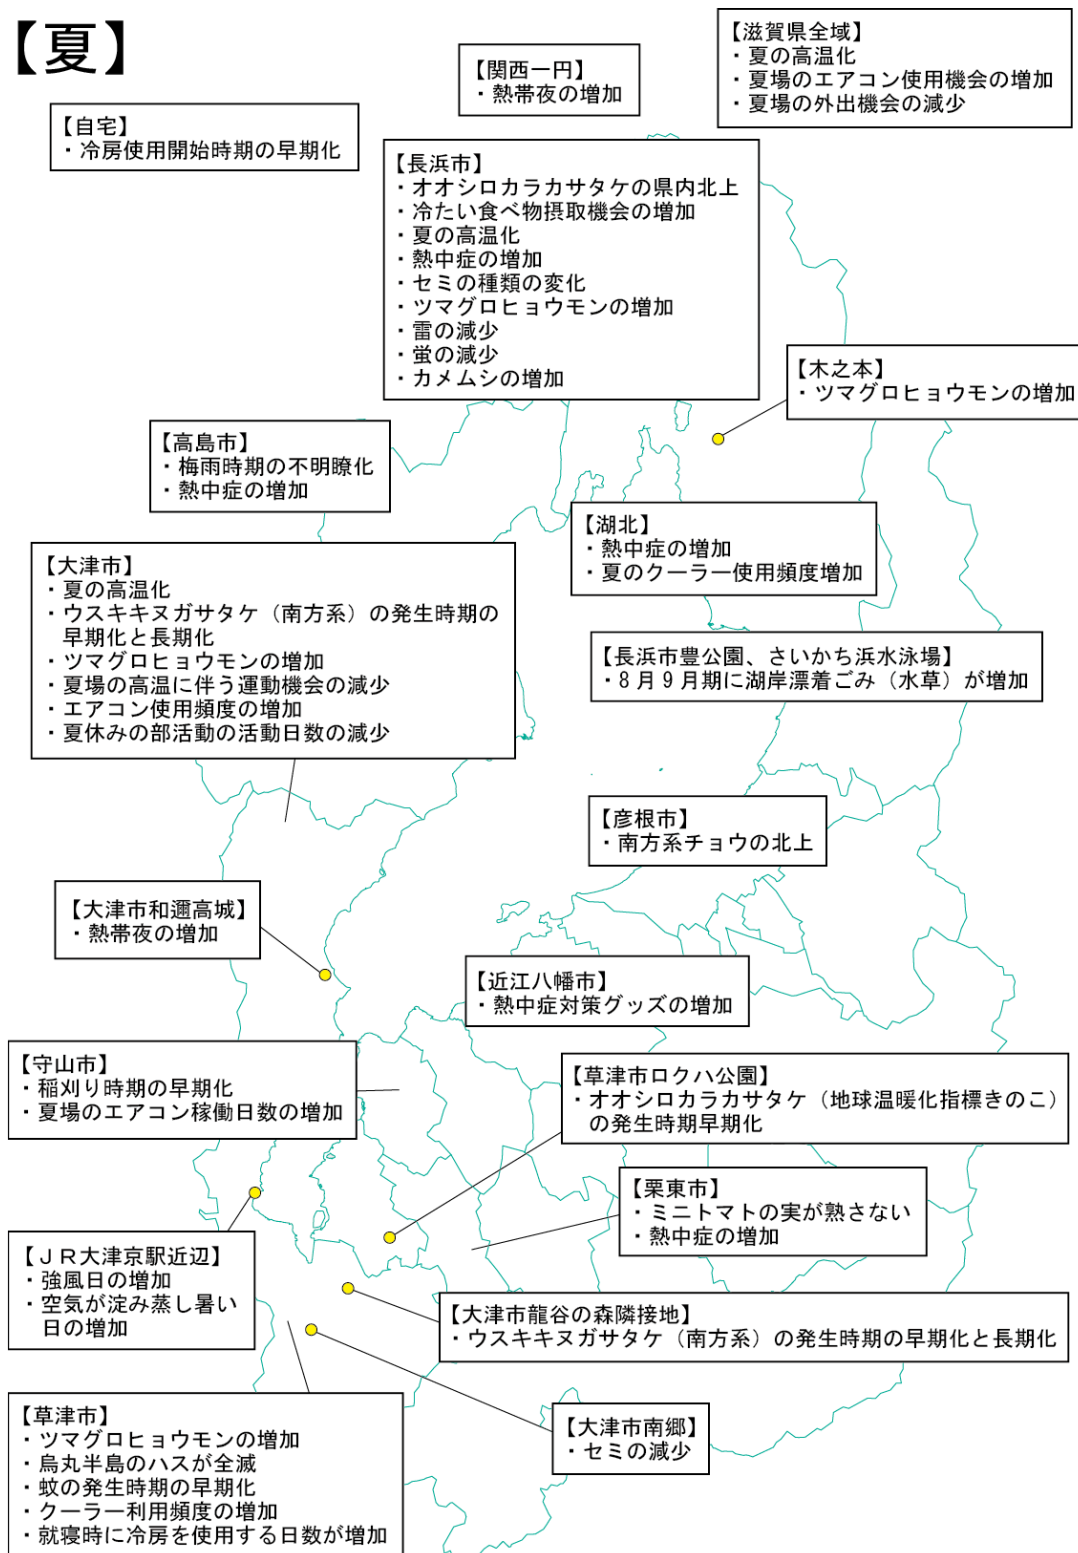 【夏】
【関西一円】
・熱帯夜の増加
【滋賀県全域】
・夏の高温化
・夏場のエアコン使用機会の増加
・夏場の外出機会の減少
【自宅】
・冷房使用開始時期の早期化
【長浜市】
・オオシロカラカサタケの県内北上
・冷たい食べ物摂取機会の増加
・夏の高温化
・熱中症の増加
・セミの種類の変化
・ツマグロヒョウモンの増加
・雷の減少
・蛍の減少
・カメムシの増加
【木之本】
・ツマグロヒョウモンの増加
【高島市】
・梅雨時期の不明瞭化
・熱中症の増加
【湖北】
・熱中症の増加
・夏のクーラー使用頻度増加
【大津市】
・夏の高温化
・ウスキキヌガサタケ（南方系）の発生時期の
早期化と長期化
・ツマグロヒョウモンの増加
・夏場の高温に伴う運動機会の減少
・エアコン使用頻度の増加
・夏休みの部活動の活動日数の減少
【長浜市豊公園、さいかち浜水泳場】
・8月9月期に湖岸漂着ごみ（水草）が増加
【彦根市】
・南方系チョウの北上
【大津市和邇高城】
・熱帯夜の増加
【近江八幡市】
・熱中症対策グッズの増加
【守山市】
・稲刈り時期の早期化
・夏場のエアコン稼働日数の増加
【草津市ロクハ公園】
・オオシロカラカサタケ（地球温暖化指標きのこ）
の発生時期早期化
【栗東市】
・ミニトマトの実が熟さない
・熱中症の増加
【ＪＲ大津京駅近辺】
・強風日の増加
・空気が淀み蒸し暑い
日の増加
【大津市龍谷の森隣接地】
・ウスキキヌガサタケ（南方系）の発生時期の早期化と長期化
【草津市】
・ツマグロヒョウモンの増加
・烏丸半島のハスが全滅
・蚊の発生時期の早期化
・クーラー利用頻度の増加
・就寝時に冷房を使用する日数が増加
【大津市南郷】
・セミの減少